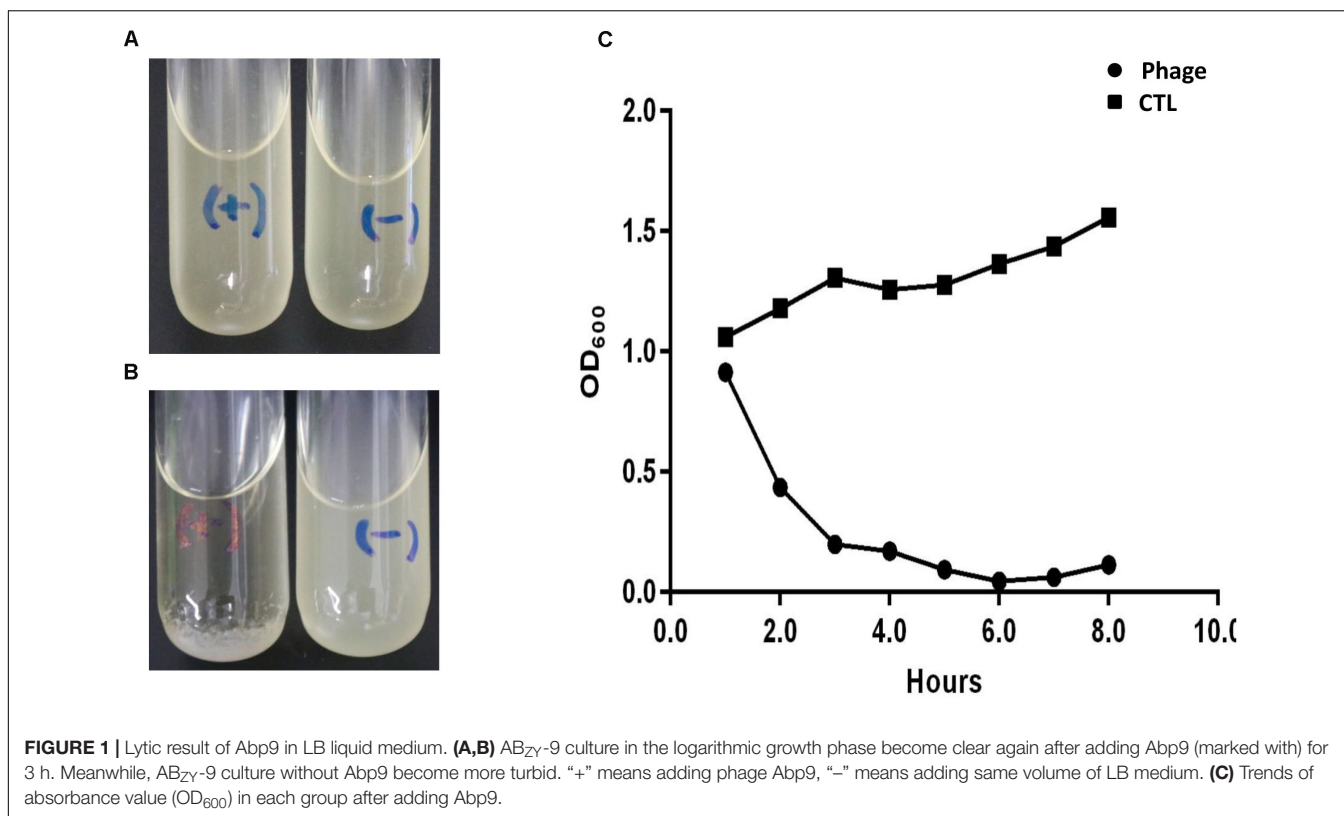 A
C
Phage
CTL
(+)
(-)
2.0
1.5
B
OD600
1.0
(+)
(-)
0.5
0.0
0.0 2.0 4.0 6.0 8.0 10.
Hours
FIGURE 1 | Lytic result of Abp9 in LB liquid medium. (A,B) ABZY-9 culture in the logarithmic growth phase become clear again after adding Abp9 (marked with) for
3 h. Meanwhile, ABZY-9 culture without Abp9 become more turbid. “+” means adding phage Abp9, “–” means adding same volume of LB medium. (C) Trends of
absorbance value (OD600) in each group after adding Abp9.